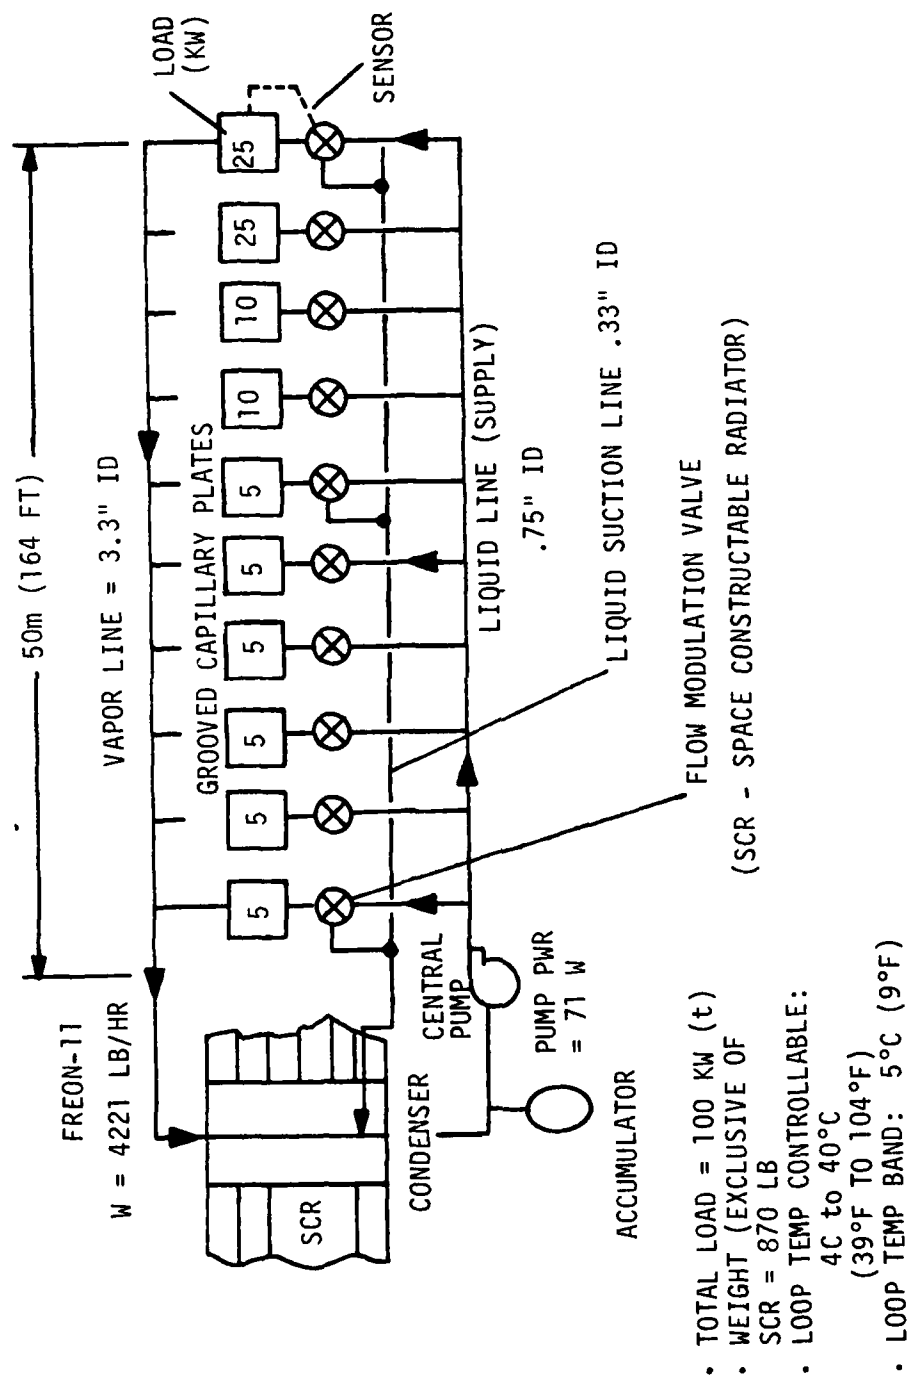 50m (164 FT)
VAPOR LINE = 3.3" ID
LOAD
(KW)
FREON-11
W = 4221 LB/HR
GROOVED CAPILLARY PLATES
5
5
5
5
5
5
10
10
25
25
SENSOR
SCR
CONDENSER
CENTRAL
PUMP
LIQUID LINE (SUPPLY)
.75" ID
PUMP PWR
= 71 W
ACCUMULATOR
LIQUID SUCTION LINE .33" ID
FLOW MODULATION VALVE
(SCR - SPACE CONSTRUCTABLE RADIATOR)
· TOTAL LOAD = 100 KW (t)
· WEIGHT (EXCLUSIVE OF
SCR = 870 LB
· LOOP TEMP CONTROLLABLE:
4C to 40°C
(39°F TO 104°F)
· LOOP TEMP BAND: 5°C (9°F)